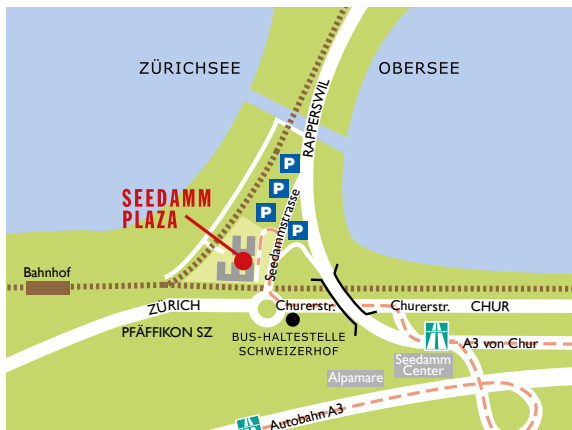 ZÜRICHSEE
OBERSEE
RAPPERSWIL
P
P
P
P
SEEDAMM
PLAZA
Seedammstrasse
Bahnhof
ZÜRICH
Churerstr.
Churerstr.
CHUR
PFÄFFIKON SZ
BUS-HALTESTELLE
SCHWEIZERHOF
A3 von Chur
Seedamm
Center
Alpamare
Autobahn A3